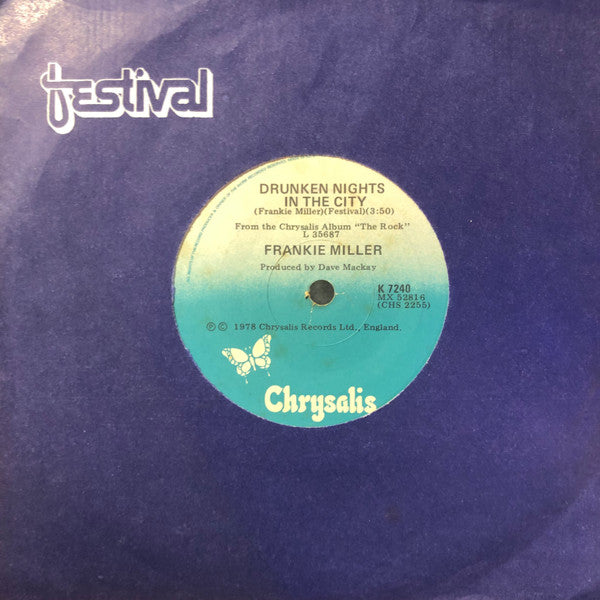 festival
DRUNKEN NIGHTS
IN THE CITY
(Frankie Miller)(Festival)(3:50)
From the Chrysalis Album "The Rock"
L 35687
FRANKIE MILLER
Produced by Dave Mackay
K 7240
MX 52816
(CHS 2255)
Ⓟ © 1978 Chrysalis Records Ltd., England.
Chrysalis